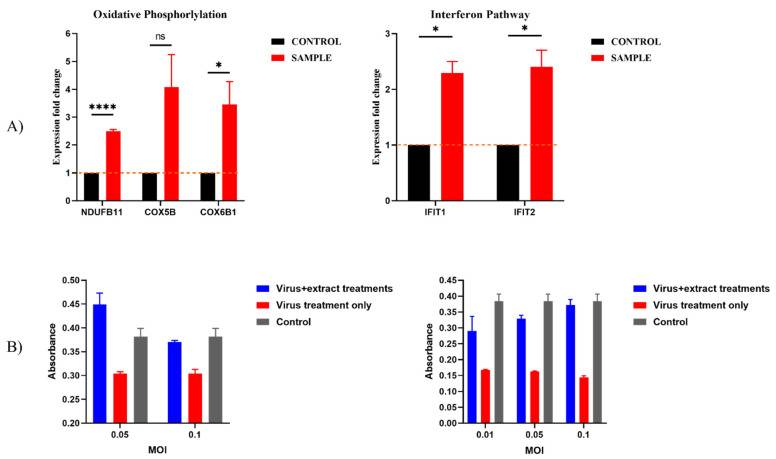 Oxidative Phosphorlylation
Interferon Pathway
A)
Expression fold change
6
5
4
3
2
1
0
****
ns
*
NDUFB11 COX5B COX6B1
CONTROL
SAMPLE
Expression fold change
3
2
1
0
*
*
IFIT1 IFIT2
CONTROL
SAMPLE
B)
Absorbance
0.50
0.45
0.40
0.35
0.30
0.25
0.20
0.05 0.1
MOI
Virus+extract treatments
Virus treatment only
Control
Absorbance
0.40
0.35
0.30
0.25
0.20
0.15
0.10
0.05
0.00
0.01 0.05 0.1
MOI
Virus+extract treatments
Virus treatment only
Control